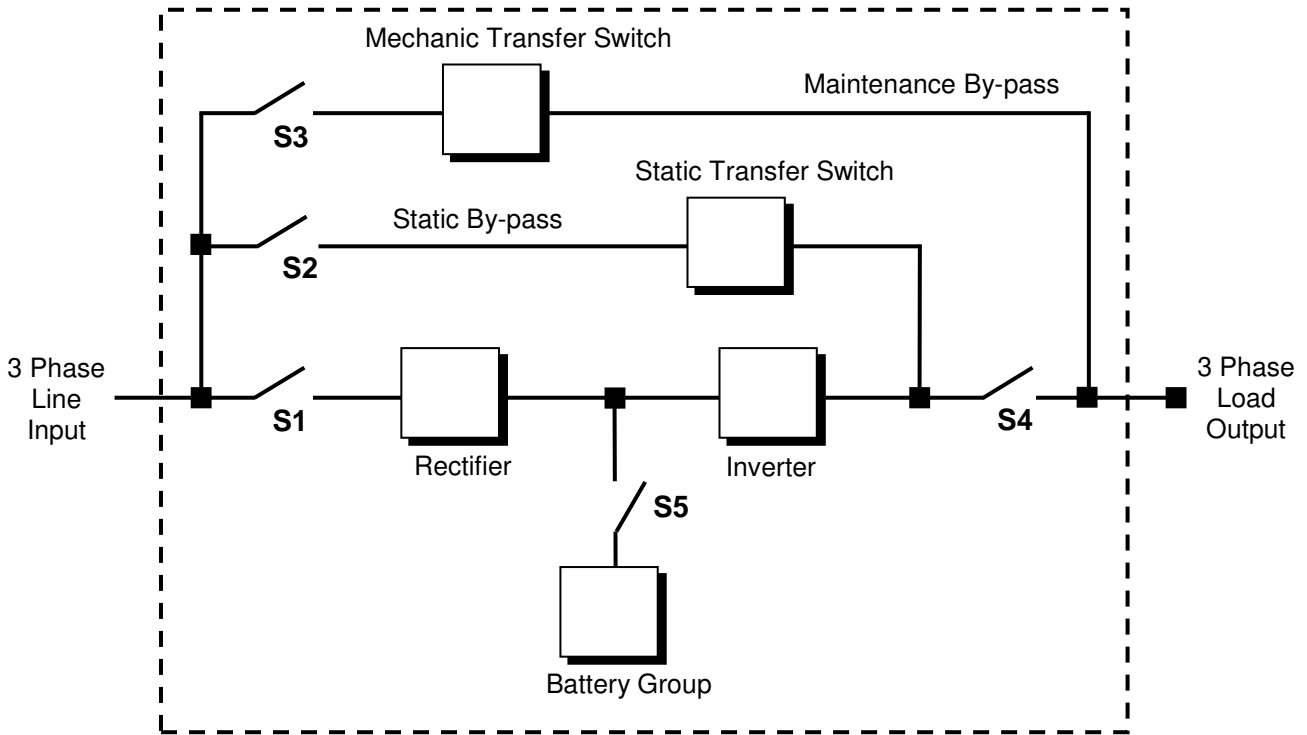 Mechanic Transfer Switch
Maintenance By-pass
S3
Static Transfer Switch
Static By-pass
S2
3 Phase
Line
Input
S1
Rectifier
Inverter
S4
3 Phase
Load
Output
S5
Battery Group